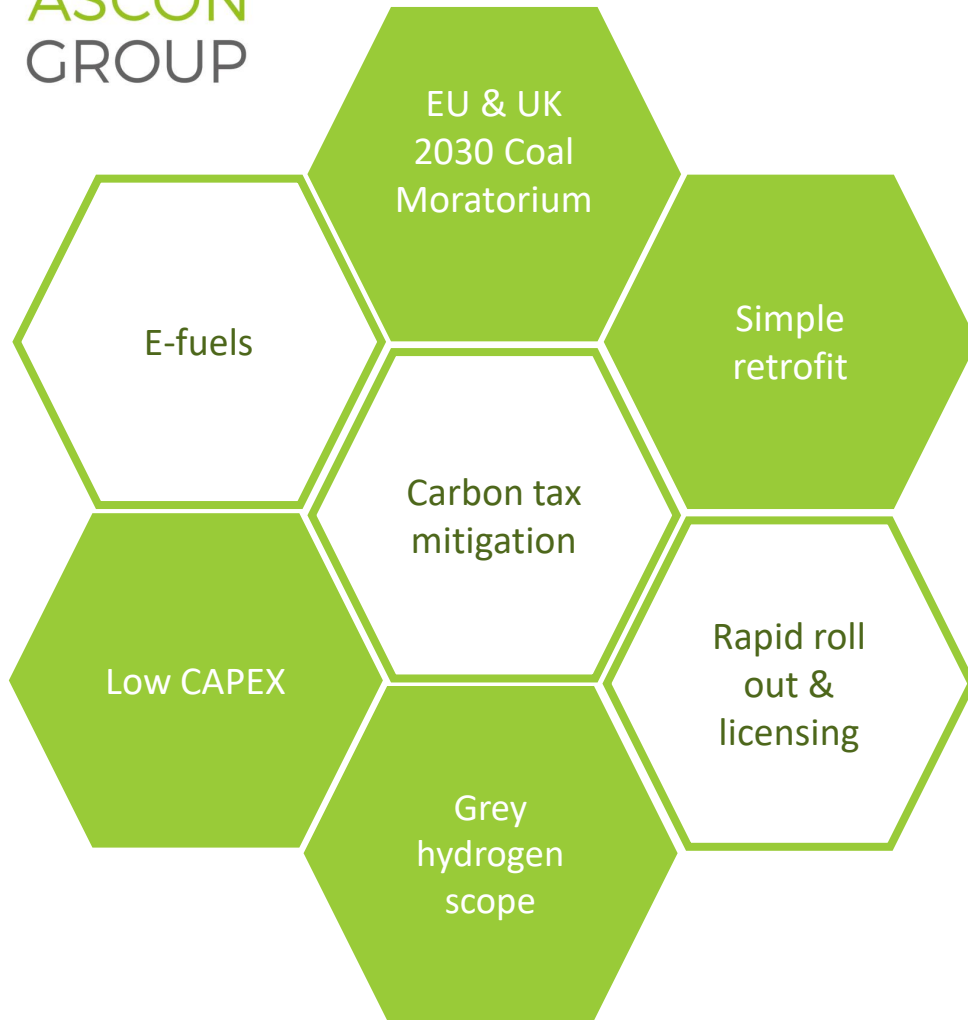 ASCON
GROUP
EU & UK
2030 Coal
Moratorium
E-fuels
Simple
retrofit
Carbon tax
mitigation
Low CAPEX
Rapid roll
out &
licensing
Grey
hydrogen
scope